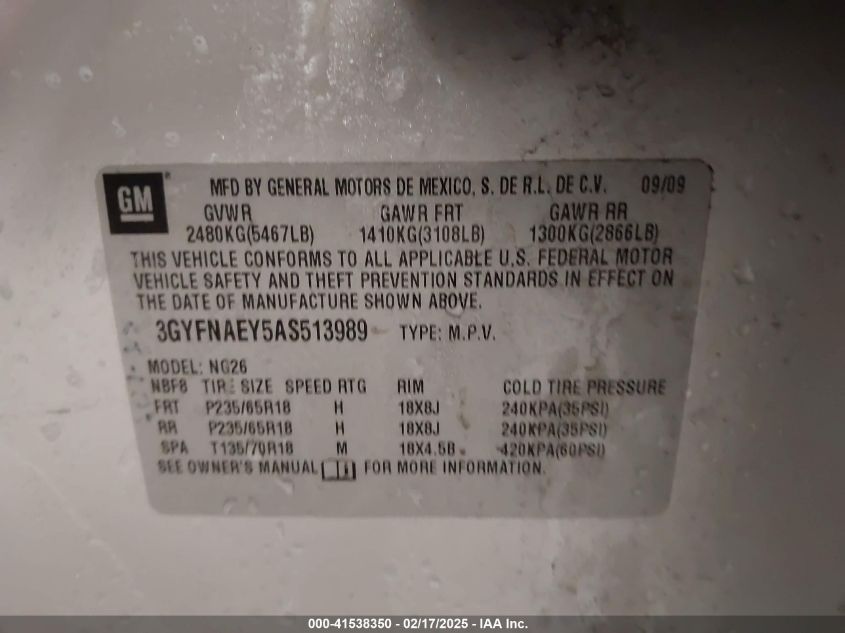 GM ® MFD BY GENERAL MOTORS DE MEXICO, S. DE R.L. DE C.V. 09/09
GVWR GAWR FRT GAWR RR
2480KG(5467LB) 1410KG(3108LB) 1300KG(2866LB)
THIS VEHICLE CONFORMS TO ALL APPLICABLE U.S. FEDERAL MOTOR
VEHICLE SAFETY AND THEFT PREVENTION STANDARDS IN EFFECT ON
THE DATE OF MANUFACTURE SHOWN ABOVE.
3GYFNAEY5AS513989 TYPE: M.P.V.
MODEL: NG26
NBF8 TIRE SIZE SPEED RTG RIM COLD TIRE PRESSURE
FRT P235/65R18 H 18X8J 240KPA(35PSI)
RR P235/65R18 H 18X8J 240KPA(35PSI)
SPA T135/70R18 M 18X4.5B 420KPA(60PSI)
SEE OWNER'S MANUAL FOR MORE INFORMATION.
000-41538350 - 02/17/2025 - IAA Inc.